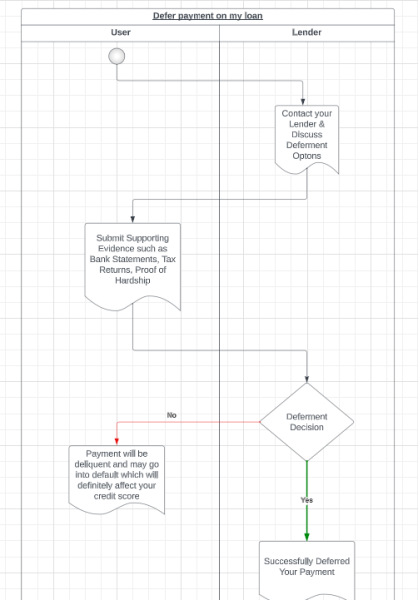 Defer payment on my loan
User
Lender
Contact your
Lender &
Discuss
Deferment
Optons
Submit Supporting
Evidence such as
Bank Statements, Tax
Returns, Proof of
Hardship
Deferment
Decision
No
Payment will be
deliquent and may go
into default which will
definitely affect your
credit score
Yes
Successfully Deferred
Your Payment